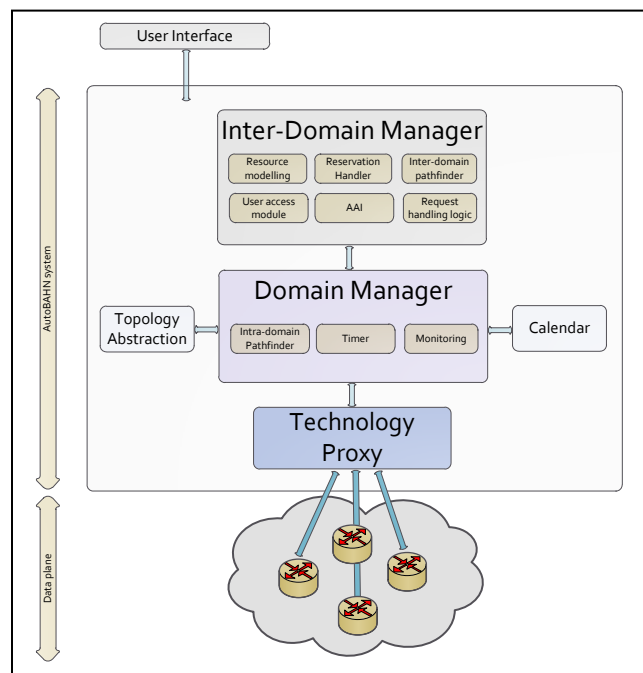 User Interface
Inter-Domain Manager
Resource
modelling
Reservation
Handler
Inter-domain
pathfinder
User access
module
AAI
Request
handling logic
AutoBAHN system
Domain Manager
Topology
Abstraction
Intra-domain
Pathfinder
Timer
Monitoring
Calendar
Technology
Proxy
Data plane